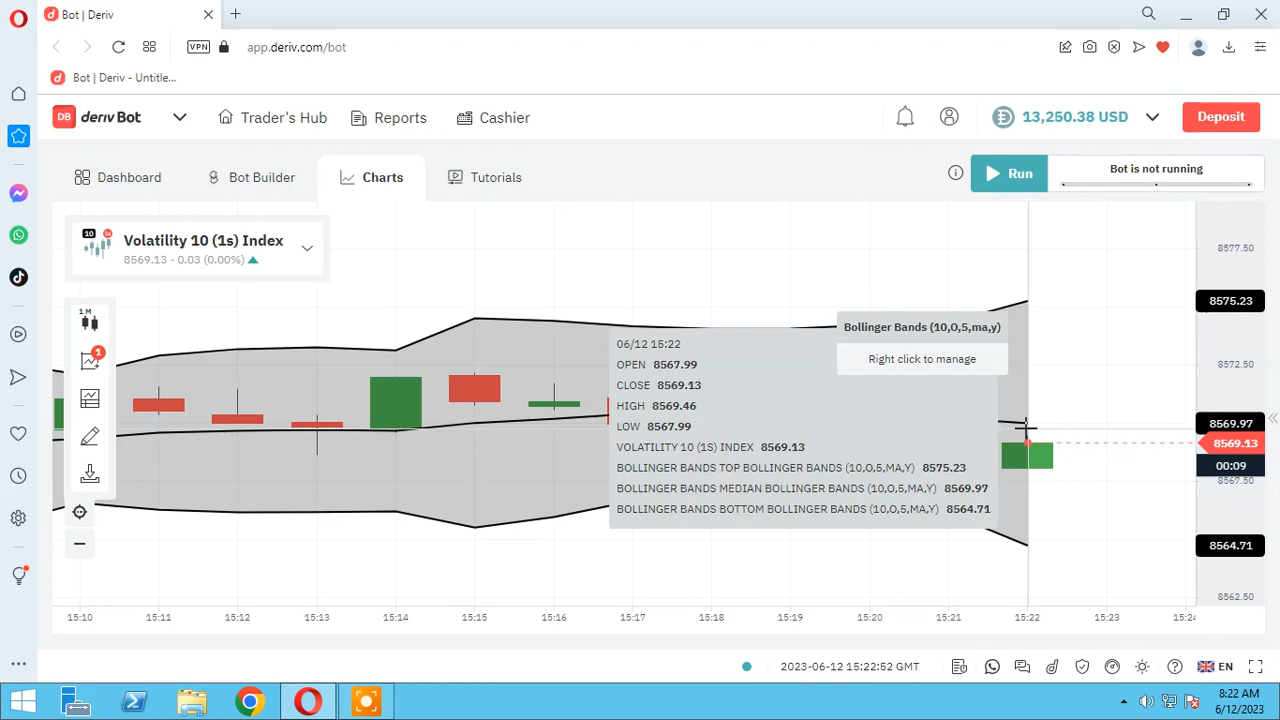 Bot | Deriv
VPN
app.deriv.com/bot
Bot | Deriv - Untitle...
DB
deriv Bot
Trader's Hub
Reports
Cashier
13,250.38 USD
Deposit
Dashboard
Bot Builder
Charts
Tutorials
Run
Bot is not running
10
1s
Volatility 10 (1s) Index
8569.13 - 0.03 (0.00%)
1 M
1
Bollinger Bands (10,O,5,ma,y)
Right click to manage
06/12 15:22
OPEN 8567.99
CLOSE 8569.13
HIGH 8569.46
LOW 8567.99
VOLATILITY 10 (1S) INDEX 8569.13
BOLLINGER BANDS TOP BOLLINGER BANDS (10,O,5,MA,Y) 8575.23
BOLLINGER BANDS MEDIAN BOLLINGER BANDS (10,O,5,MA,Y) 8569.97
BOLLINGER BANDS BOTTOM BOLLINGER BANDS (10,O,5,MA,Y) 8564.71
8577.50
8575.23
8572.50
8569.97
8569.13
00:09
8567.50
8564.71
8562.50
15:10 15:11 15:12 15:13 15:14 15:15 15:16 15:17 15:18 15:19 15:20 15:21 15:22 15:23 15:24
2023-06-12 15:22:52 GMT
EN
8:22 AM
6/12/2023